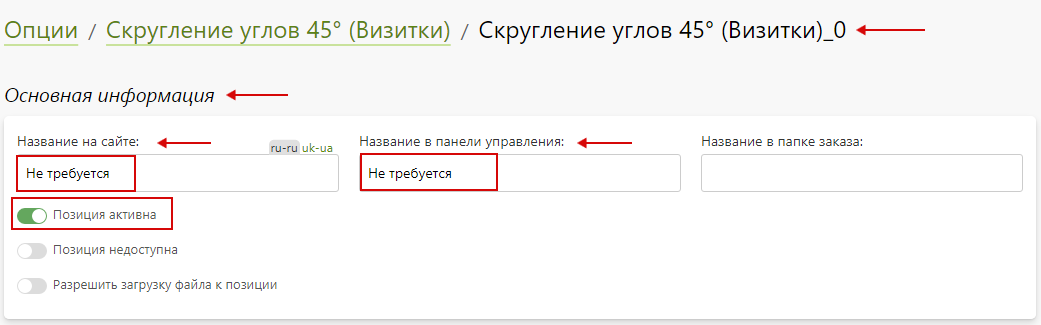 Опции / Скругление углов 45° (Визитки) / Скругление углов 45° (Визитки)_0
Основная информация
Название на сайте: ru-ru uk-ua Название в панели управления: Название в папке заказа:
Не требуется Не требуется
Позиция активна
Позиция недоступна
Разрешить загрузку файла к позиции